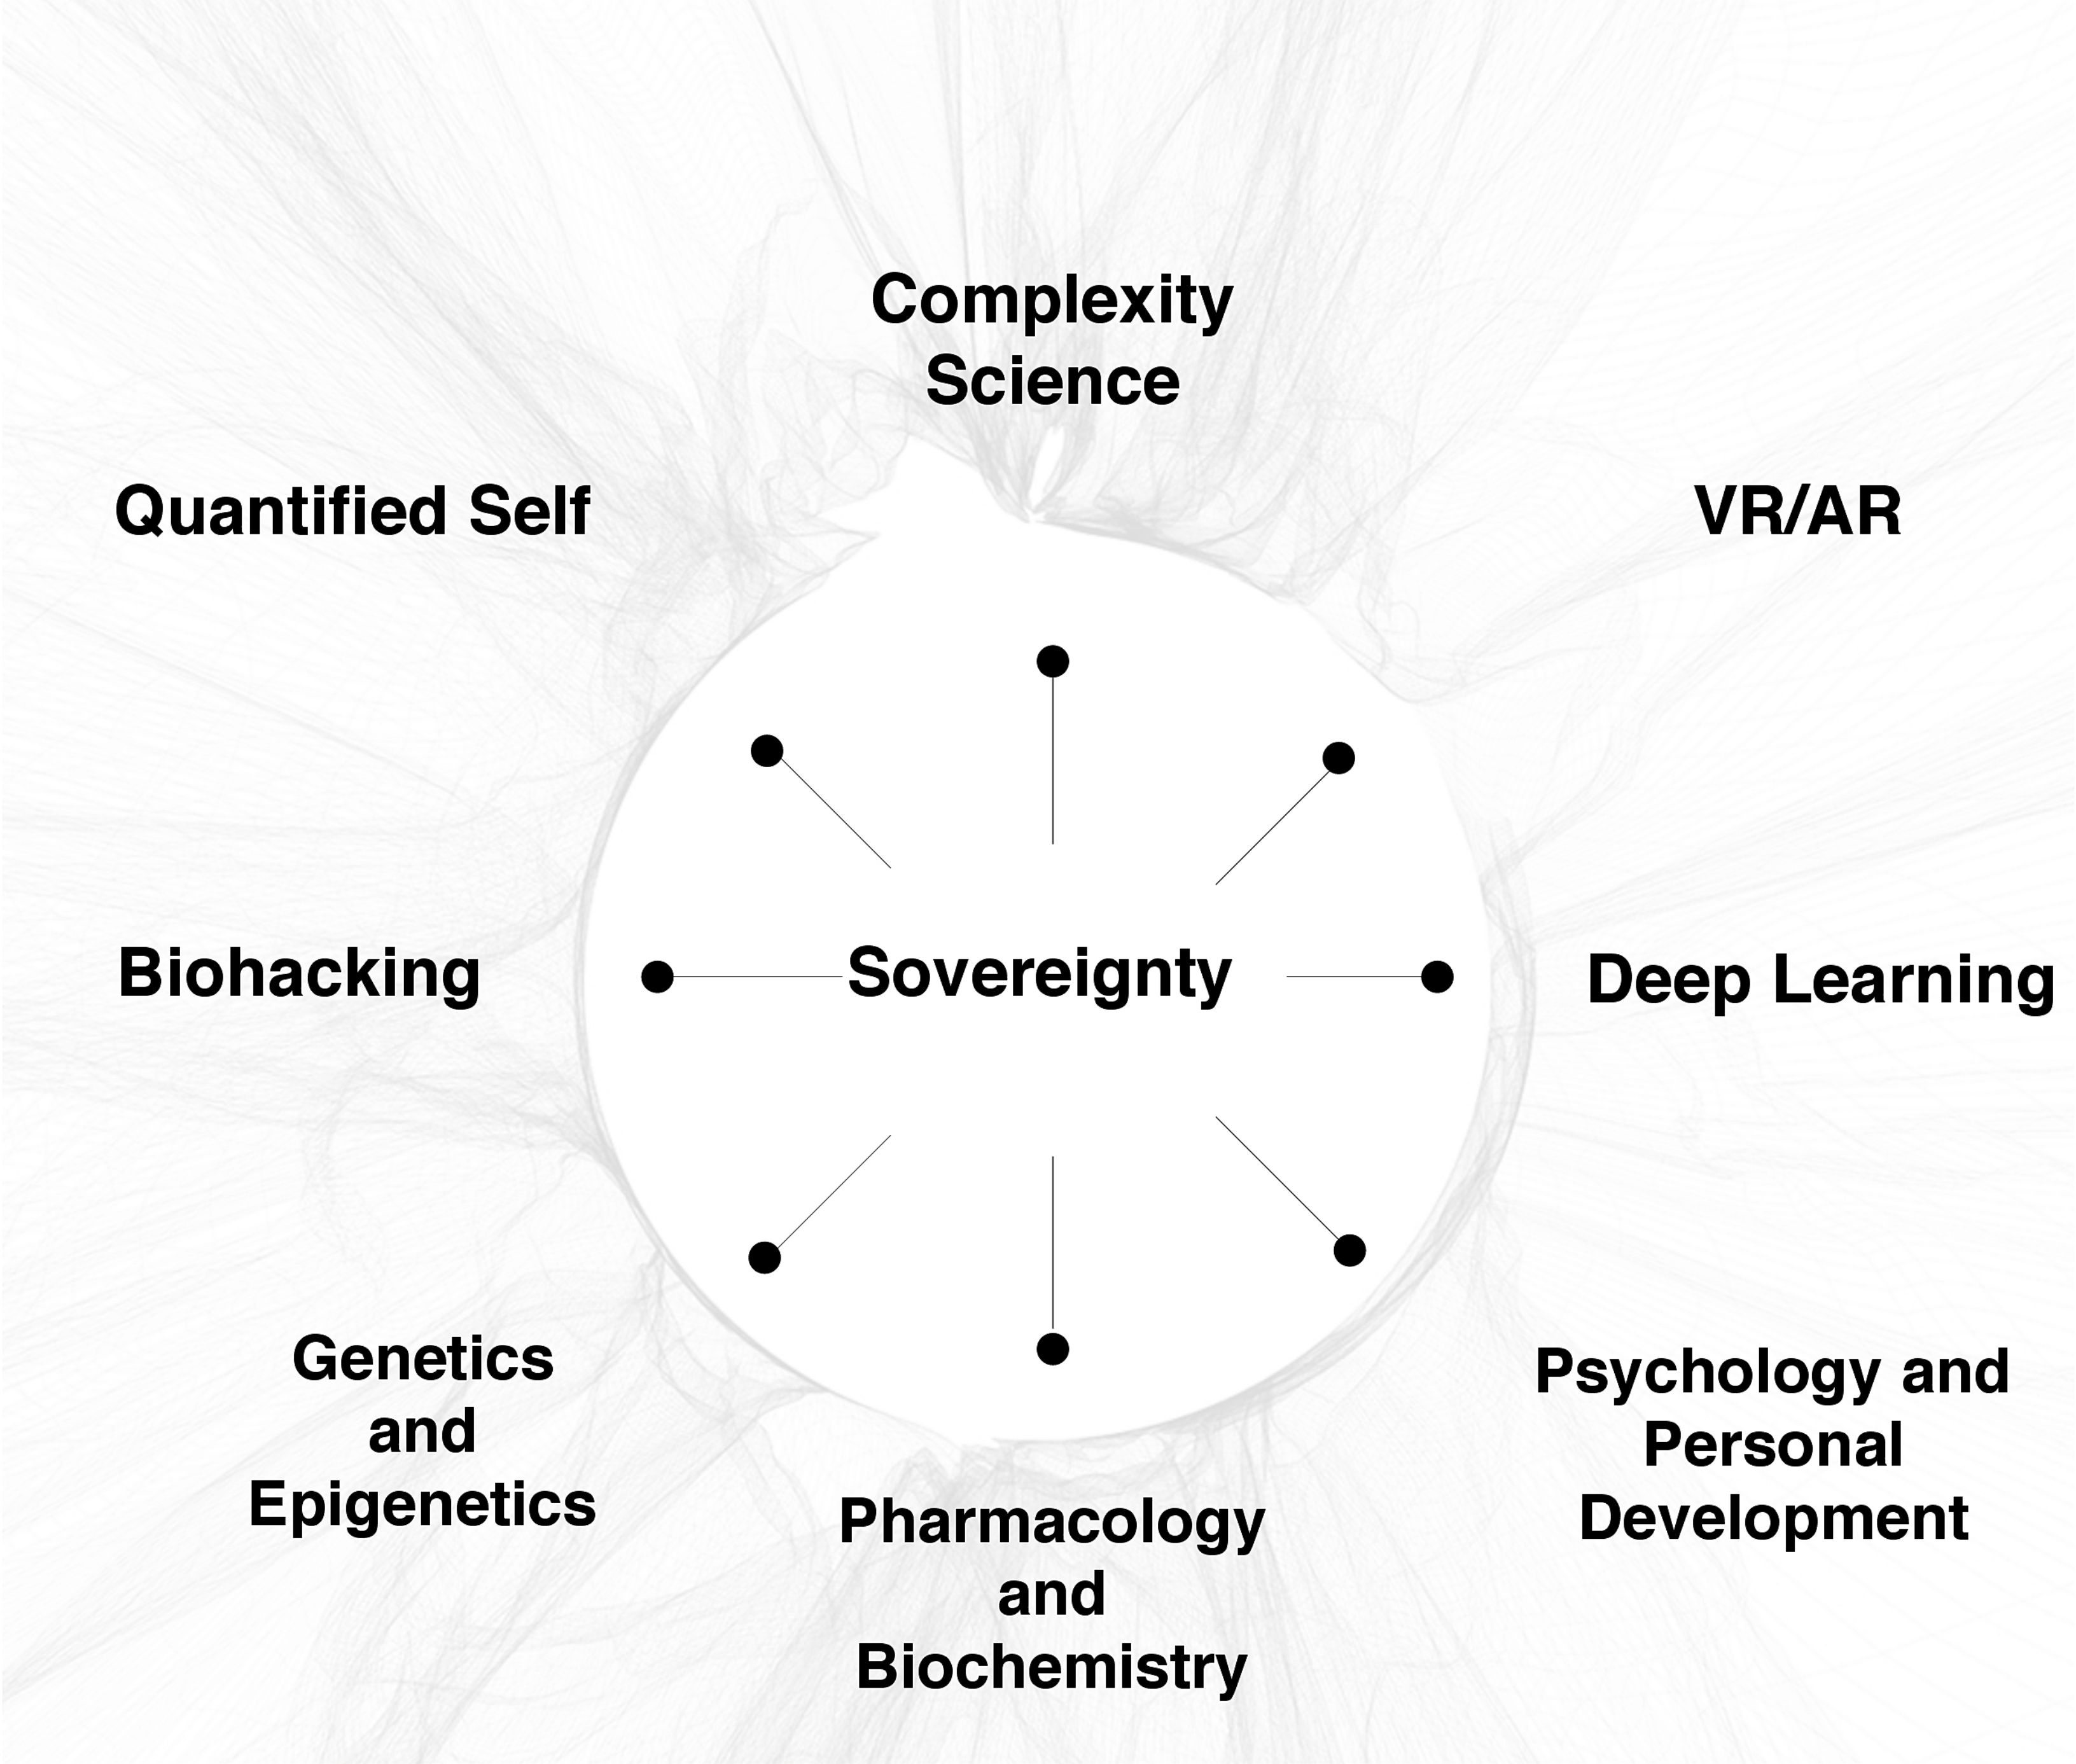 Complexity
Science
Quantified Self
VR/AR
Biohacking
Sovereignty
Deep Learning
Genetics
and
Epigenetics
Psychology and
Personal
Development
Pharmacology
and
Biochemistry